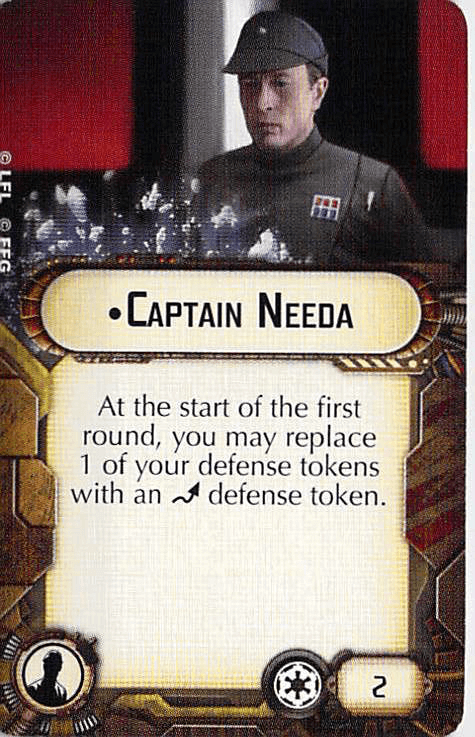 © LFL © FFG
•Captain Needa
At the start of the first
round, you may replace
1 of your defense tokens
with an defense token.
2